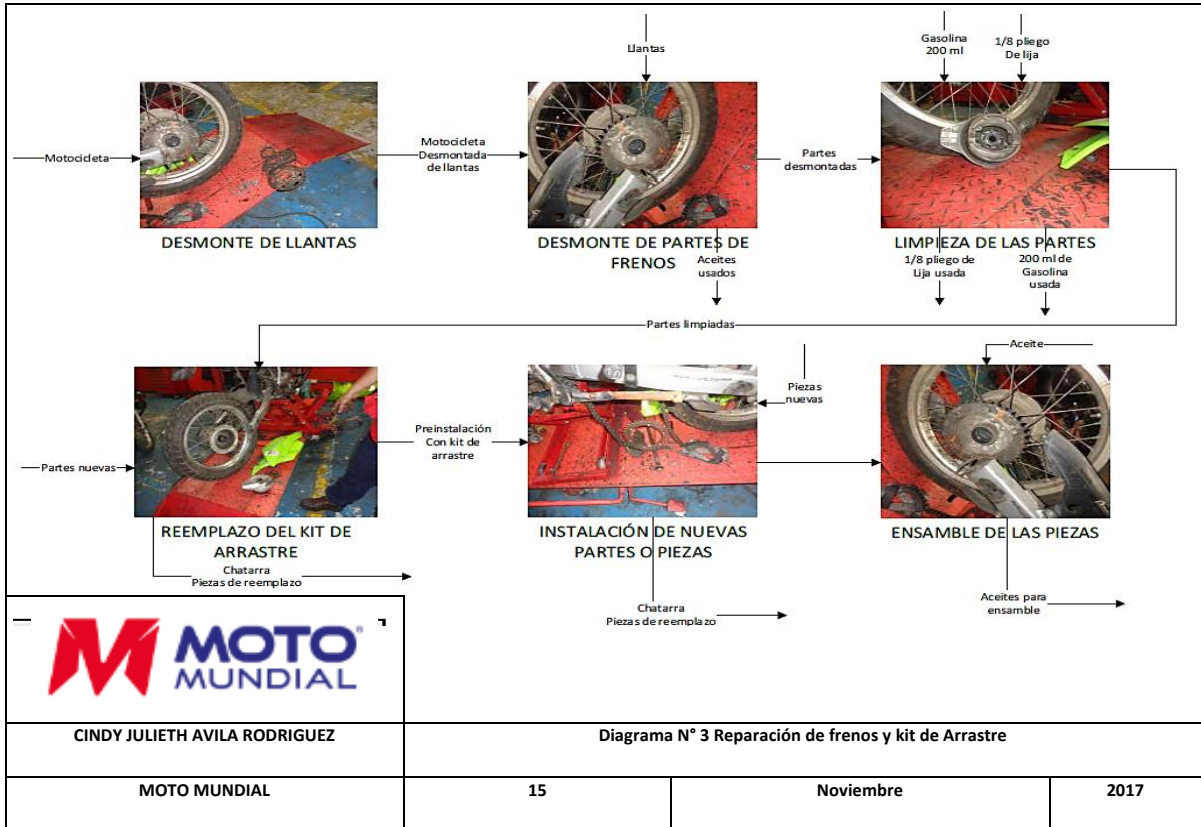 Llantas
Gasolina
200 ml
1/8 pliego
De lija
Motocicleta
Motocicleta
Desmontada
de llantas
Partes
desmontadas
DESMONTE DE LLANTAS
DESMONTE DE PARTES DE
FRENOS
LIMPIEZA DE LAS PARTES
Aceites
usados
1/8 pliego de
Lija usada
200 ml de
Gasolina
usada
Partes limpiadas
Aceite
Piezas
nuevas
Preinstalación
Con kit de
arrastre
Partes nuevas
REEMPLAZO DEL KIT DE
ARRASTRE
INSTALACIÓN DE NUEVAS
PARTES O PIEZAS
ENSAMBLE DE LAS PIEZAS
Chatarra
Piezas de reemplazo
Chatarra
Piezas de reemplazo
Aceites para
ensamble
MOTO
MUNDIAL
CINDY JULIETH AVILA RODRIGUEZ
Diagrama N° 3 Reparación de frenos y kit de Arrastre
MOTO MUNDIAL
15
Noviembre
2017